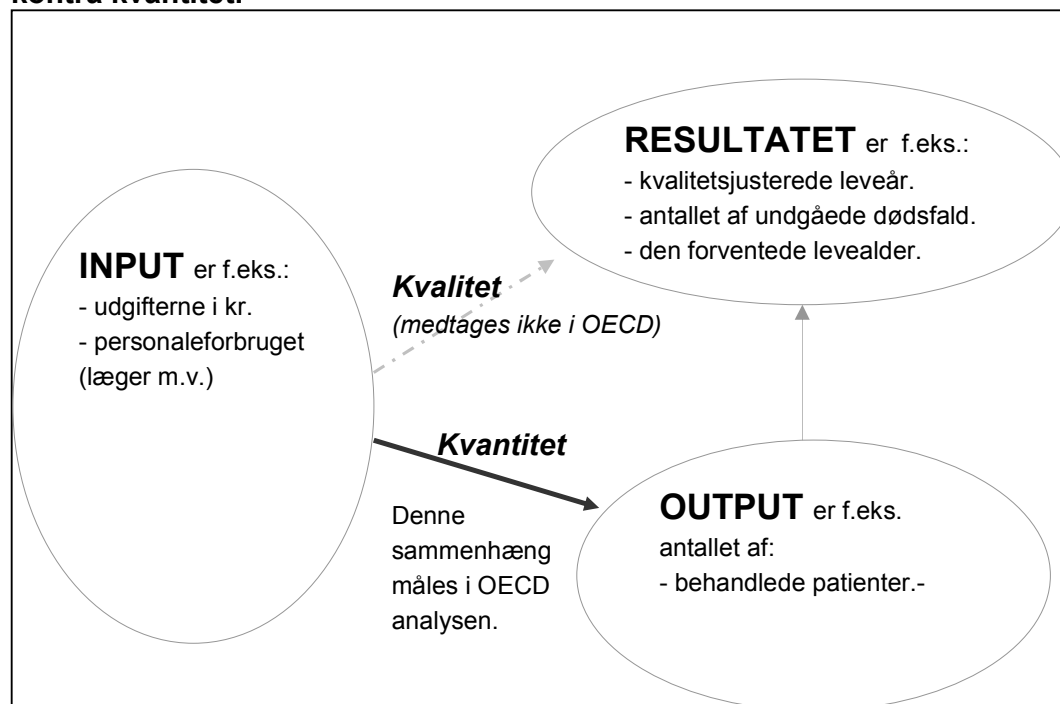 kontra kvantitet.
RESULTATET er f.eks.:
- kvalitetsjusterede leveår.
- antallet af undgåede dødsfald.
- den forventede levealder.
INPUT er f.eks.:
- udgifterne i kr.
- personaleforbruget
(læger m.v.)
Kvalitet
(medtages ikke i OECD)
Kvantitet
Denne
sammenhæng
måles i OECD
analysen.
OUTPUT er f.eks.
antallet af:
- behandlede patienter.-